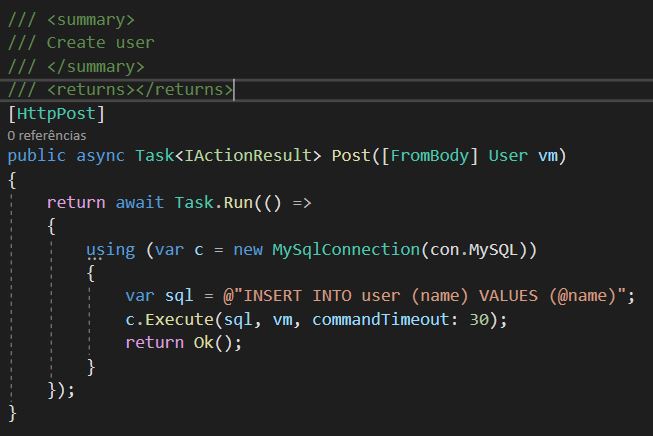 /// <summary>
/// Create user
/// </summary>
/// <returns></returns>
[HttpPost]
0 referências
public async Task<IActionResult> Post([FromBody] User vm)
{
    return await Task.Run(() =>
    {
        using (var c = new MySqlConnection(con.MySQL))
        {
            var sql = @"INSERT INTO user (name) VALUES (@name)";
            c.Execute(sql, vm, commandTimeout: 30);
            return Ok();
        }
    });
}